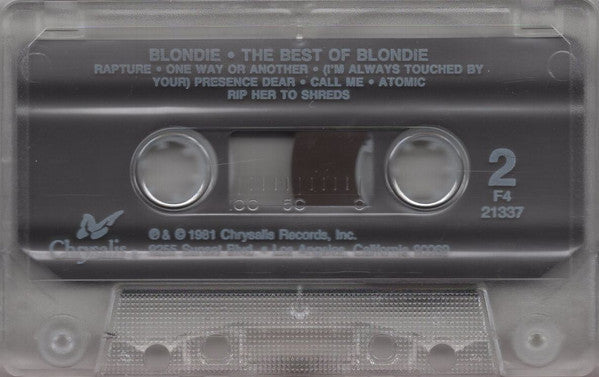 BLONDIE • THE BEST OF BLONDIE
RAPTURE • ONE WAY OR ANOTHER • (I'M ALWAYS TOUCHED BY
YOUR) PRESENCE DEAR • CALL ME • ATOMIC
RIP HER TO SHREDS
2
F4
21337
100 50 0
Chrysalis
℗ & © 1981 Chrysalis Records, Inc.
9255 Sunset Blvd. • Los Angeles, California 90069